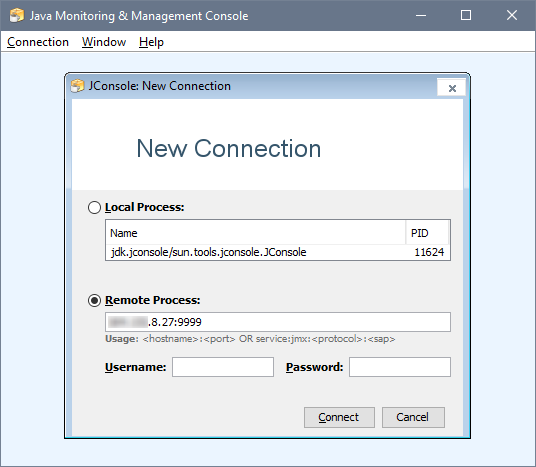 Java Monitoring & Management Console
Connection Window Help
JConsole: New Connection
New Connection
Local Process:
Name PID
jdk.jconsole/sun.tools.jconsole.JConsole 11624
Remote Process:
.8.27:9999
Usage: <hostname>:<port> OR service:jmx:<protocol>:<sap>
Username: Password:
Connect Cancel